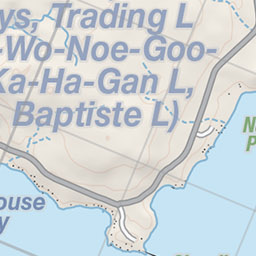 ys, Trading L
-Wo-Noe-Goo-
Ka-Ha-Gan L,
Baptiste L)
N
P
ouse
y